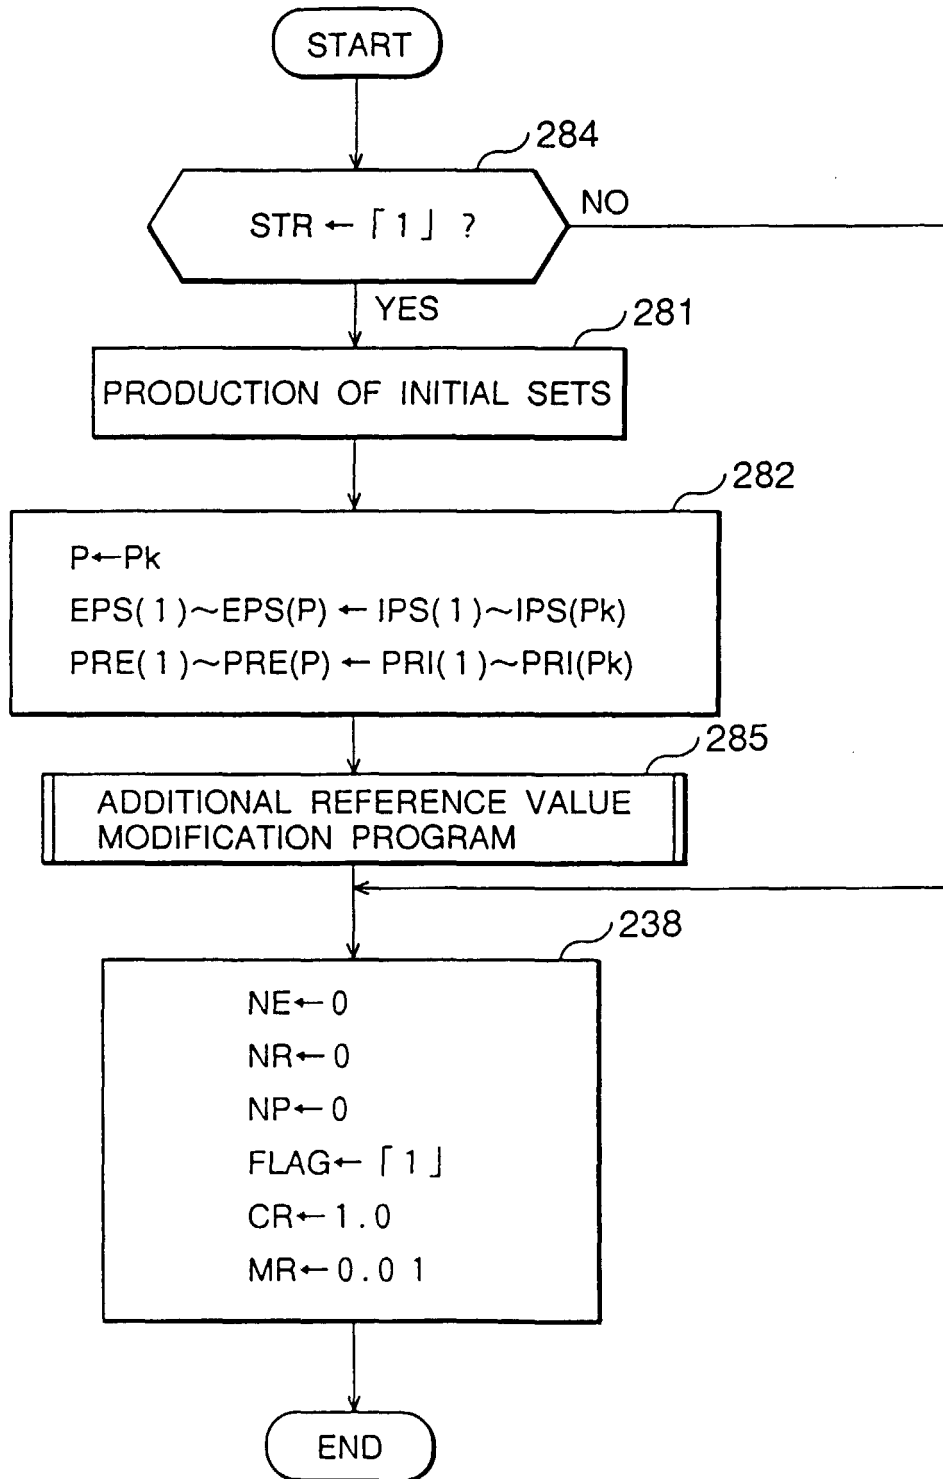 START
284
STR ← ｢1｣ ?
NO
YES
281
PRODUCTION OF INITIAL SETS
282
P←Pk
EPS(1)~EPS(P) ← IPS(1)~IPS(Pk)
PRE(1)~PRE(P) ← PRI(1)~PRI(Pk)
285
ADDITIONAL REFERENCE VALUE
MODIFICATION PROGRAM
238
NE←0
NR←0
NP←0
FLAG←｢1｣
CR←1.0
MR←0.01
END